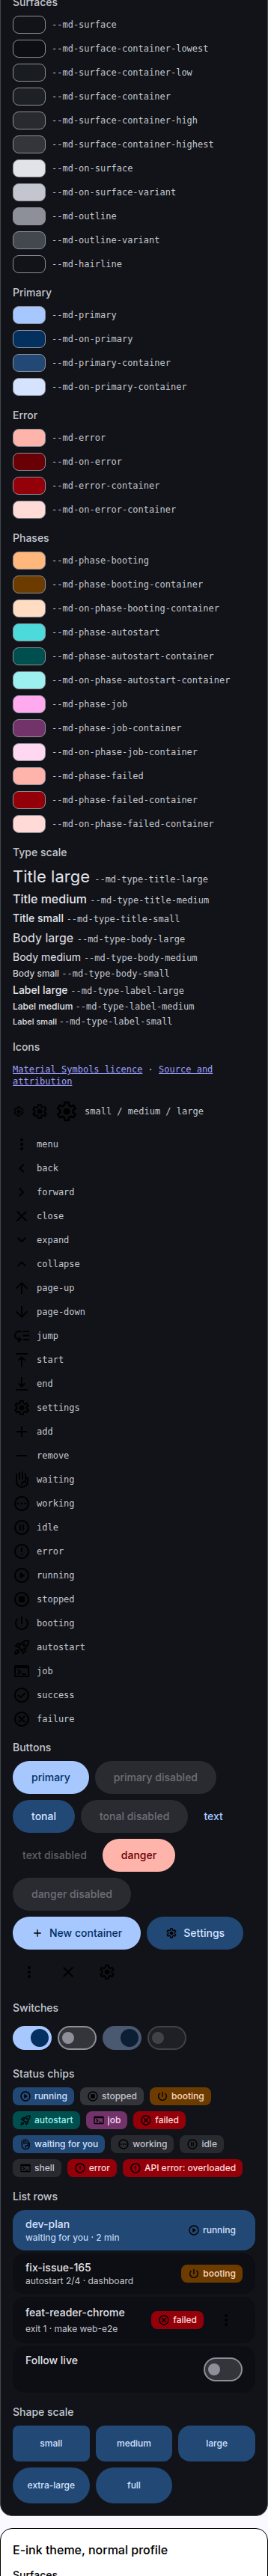 Surfaces
--md-surface
--md-surface-container-lowest
--md-surface-container-low
--md-surface-container
--md-surface-container-high
--md-surface-container-highest
--md-on-surface
--md-on-surface-variant
--md-outline
--md-outline-variant
--md-hairline
Primary
--md-primary
--md-on-primary
--md-primary-container
--md-on-primary-container
Error
--md-error
--md-on-error
--md-error-container
--md-on-error-container
Phases
--md-phase-booting
--md-phase-booting-container
--md-on-phase-booting-container
--md-phase-autostart
--md-phase-autostart-container
--md-on-phase-autostart-container
--md-phase-job
--md-phase-job-container
--md-on-phase-job-container
--md-phase-failed
--md-phase-failed-container
--md-on-phase-failed-container
Type scale
Title large --md-type-title-large
Title medium --md-type-title-medium
Title small --md-type-title-small
Body large --md-type-body-large
Body medium --md-type-body-medium
Body small --md-type-body-small
Label large --md-type-label-large
Label medium --md-type-label-medium
Label small --md-type-label-small
Icons
Material Symbols licence · Source and
attribution
small / medium / large
menu
back
forward
close
expand
collapse
page-up
page-down
jump
start
end
settings
add
remove
waiting
working
idle
error
running
stopped
booting
autostart
job
success
failure
Buttons
primary primary disabled
tonal tonal disabled text
text disabled danger
danger disabled
New container Settings
Switches
Status chips
running stopped booting
autostart job failed
waiting for you working idle
shell error API error: overloaded
List rows
dev-plan
waiting for you · 2 min
running
fix-issue-165
autostart 2/4 · dashboard
booting
feat-reader-chrome
exit 1 · make web-e2e
failed
Follow live
Shape scale
small medium large
extra-large full
E-ink theme, normal profile
Surfaces